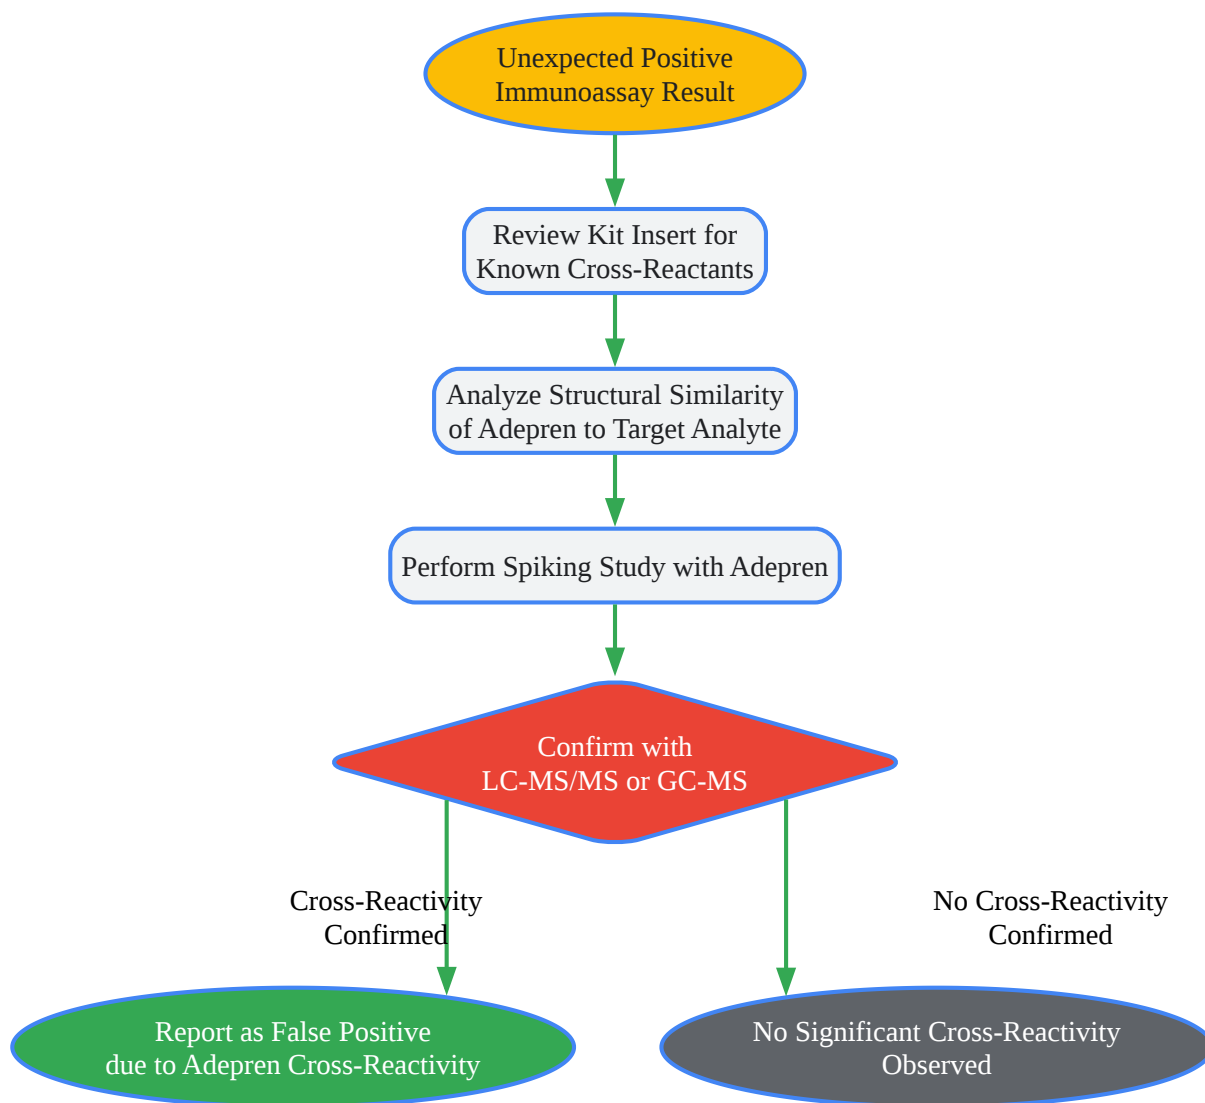 Unexpected Positive
Immunoassay Result
Review Kit Insert for
Known Cross-Reactants
Analyze Structural Similarity
of Adepren to Target Analyte
Perform Spiking Study with Adepren
Confirm with
LC-MS/MS or GC-MS
Cross-Reactivity
Confirmed
No Cross-Reactivity
Confirmed
Report as False Positive
due to Adepren Cross-Reactivity
No Significant Cross-Reactivity
Observed